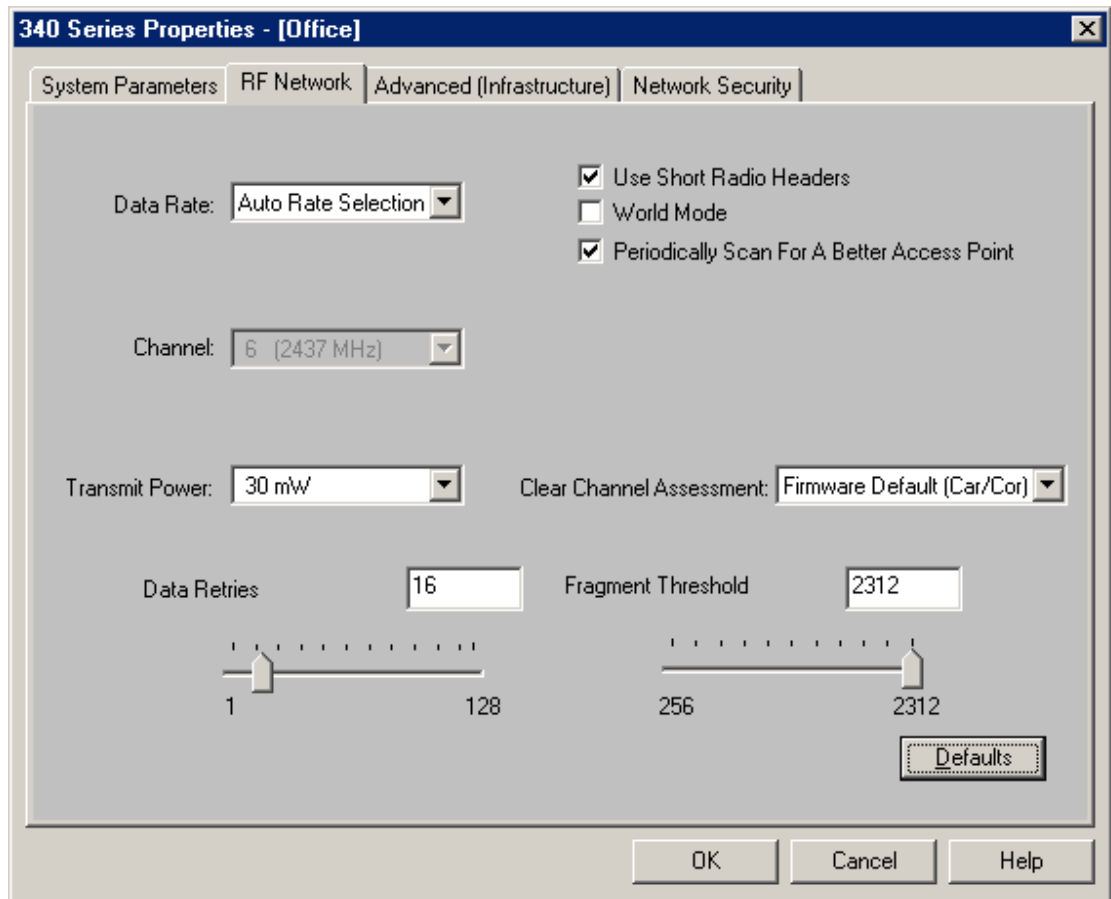 340 Series Properties - [Office]
System Parameters RF Network Advanced (Infrastructure) Network Security
Data Rate: Auto Rate Selection
Use Short Radio Headers
World Mode
Periodically Scan For A Better Access Point
Channel: 6 (2437 MHz)
Transmit Power: 30 mW Clear Channel Assessment: Firmware Default (Car/Cor)
Data Retries 16 Fragment Threshold 2312
1 128 256 2312
Defaults
OK Cancel Help